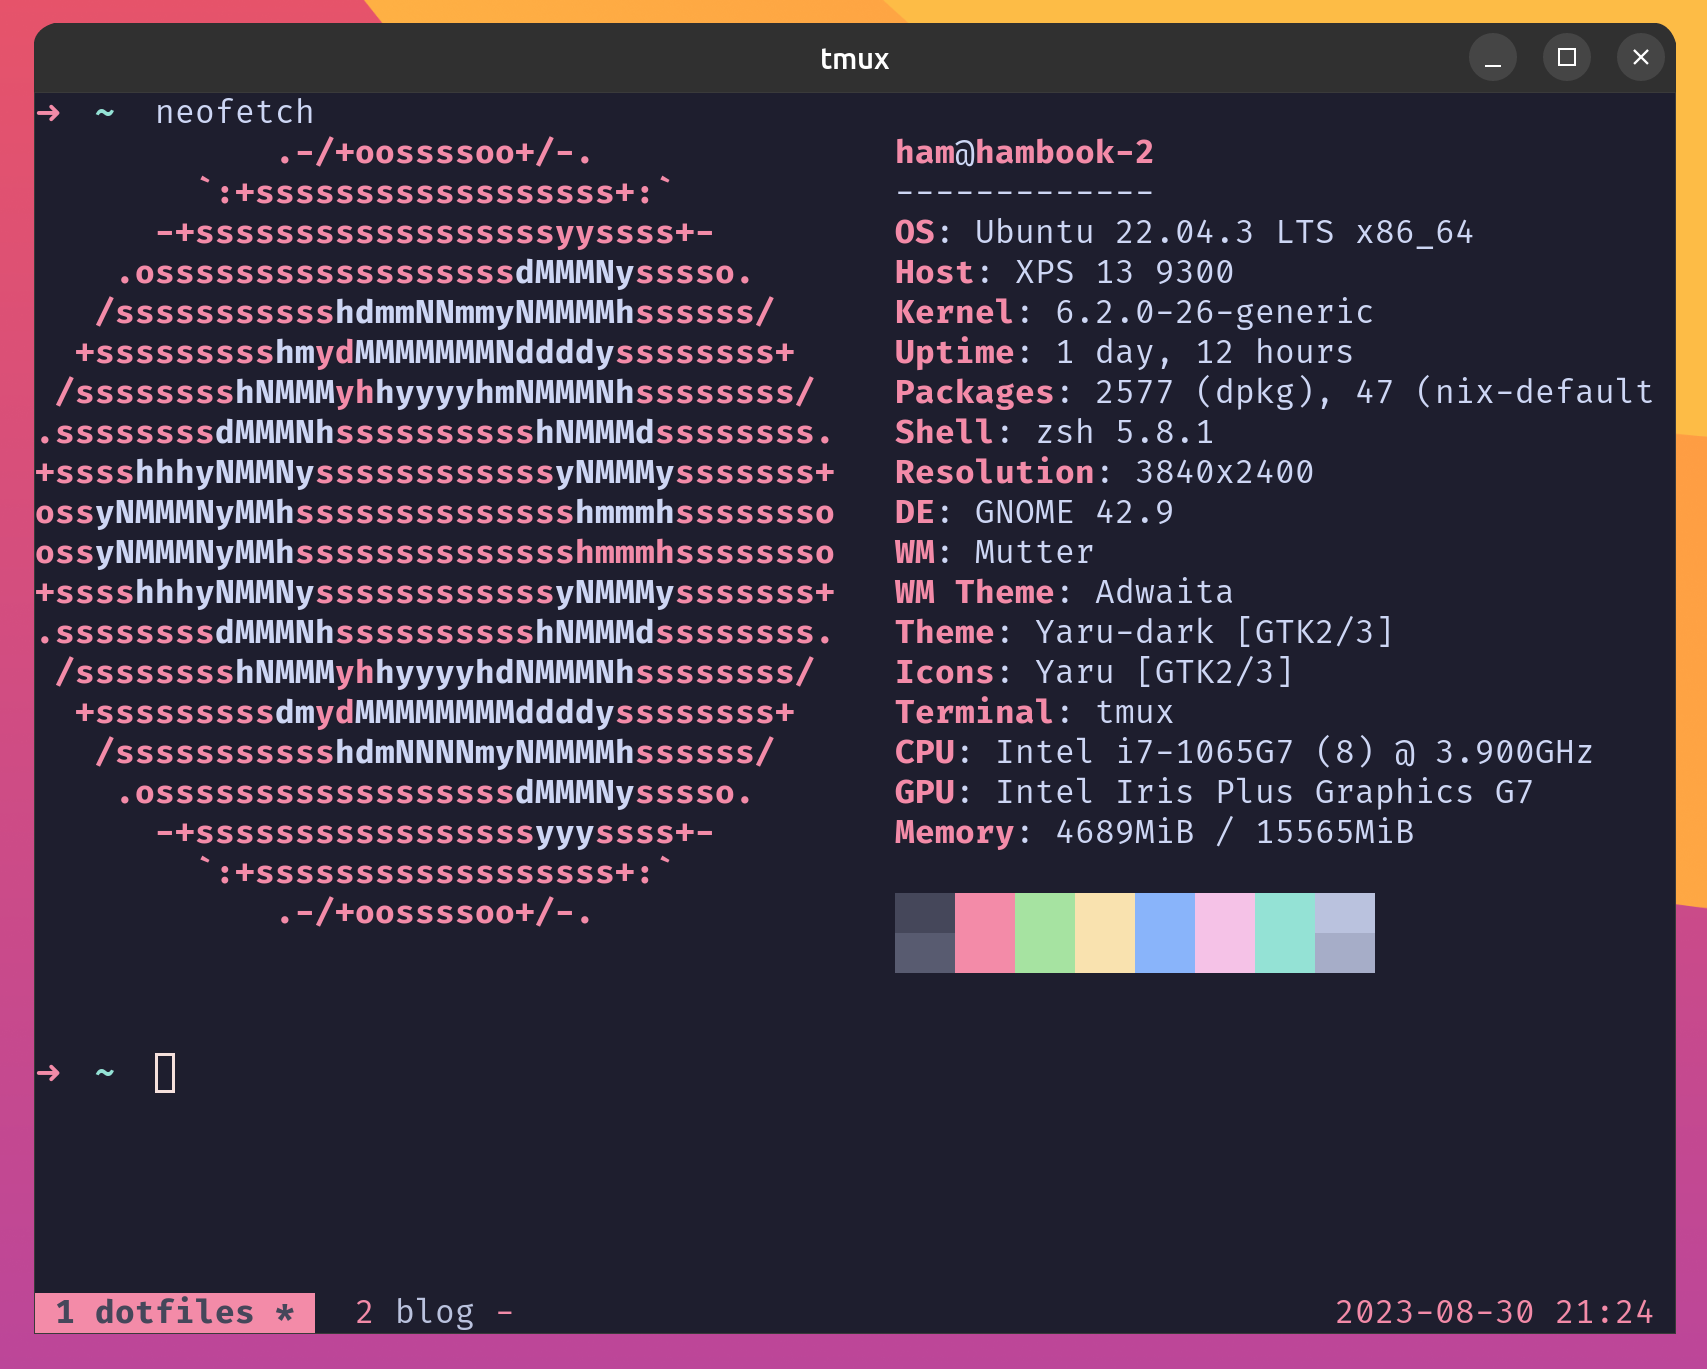 tmux
➜  ~  neofetch
            .-/+oossssoo+/-.               ham@hambook-2
        `:+ssssssssssssssssss+:`           -------------
      -+ssssssssssssssssssyyssss+-         OS: Ubuntu 22.04.3 LTS x86_64
    .ossssssssssssssssssdMMMNysssso.       Host: XPS 13 9300
   /ssssssssssshdmmNNmmyNMMMMhssssss/      Kernel: 6.2.0-26-generic
  +ssssssssshmydMMMMMMMNddddyssssssss+     Uptime: 1 day, 12 hours
 /sssssssshNMMMyhhyyyyhmNMMMNhssssssss/    Packages: 2577 (dpkg), 47 (nix-default
.ssssssssdMMMNhsssssssssshNMMMdssssssss.   Shell: zsh 5.8.1
+sssshhhyNMMNyssssssssssssyNMMMysssssss+   Resolution: 3840x2400
ossyNMMMNyMMhsssssssssssssshmmmhssssssso   DE: GNOME 42.9
ossyNMMMNyMMhsssssssssssssshmmmhssssssso   WM: Mutter
+sssshhhyNMMNyssssssssssssyNMMMysssssss+   WM Theme: Adwaita
.ssssssssdMMMNhsssssssssshNMMMdssssssss.   Theme: Yaru-dark [GTK2/3]
 /sssssssshNMMMyhhyyyyhdNMMMNhssssssss/    Icons: Yaru [GTK2/3]
  +sssssssssdmydMMMMMMMMddddyssssssss+     Terminal: tmux
   /ssssssssssshdmNNNNmyNMMMMhssssss/      CPU: Intel i7-1065G7 (8) @ 3.900GHz
    .ossssssssssssssssssdMMMNysssso.       GPU: Intel Iris Plus Graphics G7
      -+sssssssssssssssssyyyssss+-         Memory: 4689MiB / 15565MiB
        `:+ssssssssssssssssss+:`
            .-/+oossssoo+/-.
➜  ~
1 dotfiles *  2 blog -  2023-08-30 21:24